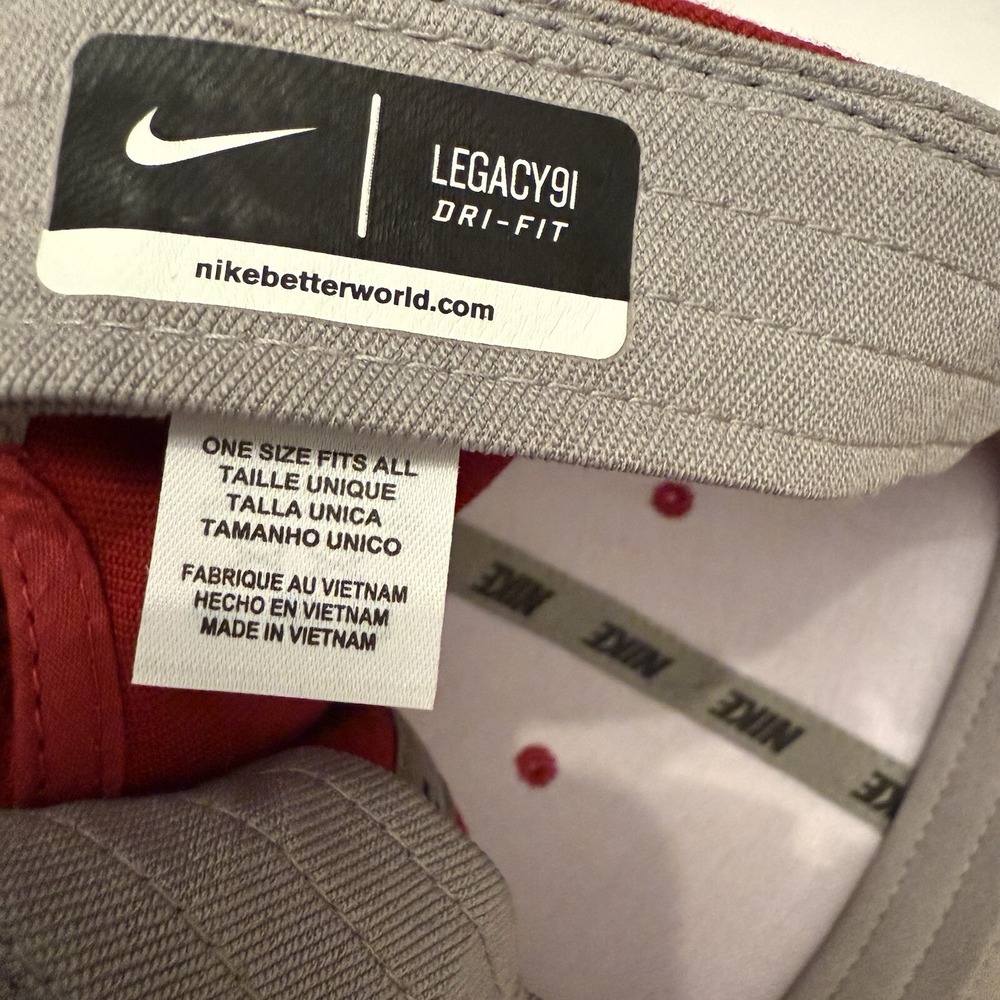 LEGACY91
DRI-FIT
nikebetterworld.com
ONE SIZE FITS ALL
TAILLE UNIQUE
TALLA UNICA
TAMANHO UNICO
FABRIQUE AU VIETNAM
HECHO EN VIETNAM
MADE IN VIETNAM
NIKE
NIKE
NIKE
KE